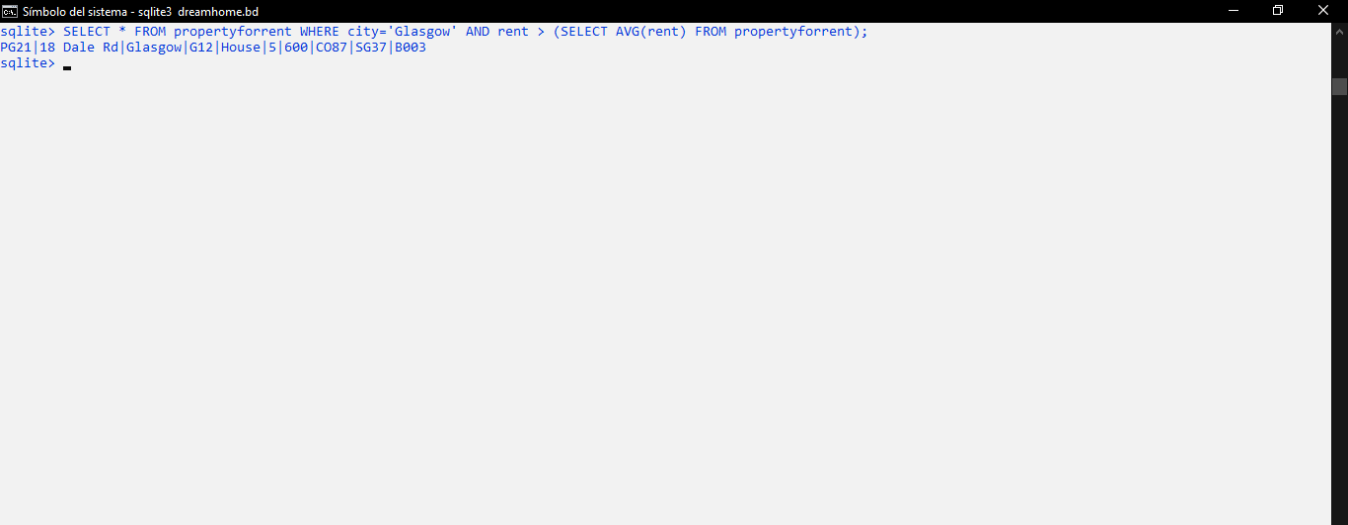 Símbolo del sistema - sqlite3 dreamhome.bd
sqlite> SELECT * FROM propertyforrent WHERE city='Glasgow' AND rent > (SELECT AVG(rent) FROM propertyforrent);
PG21|18 Dale Rd|Glasgow|G12|House|5|600|CO87|SG37|B003
sqlite>